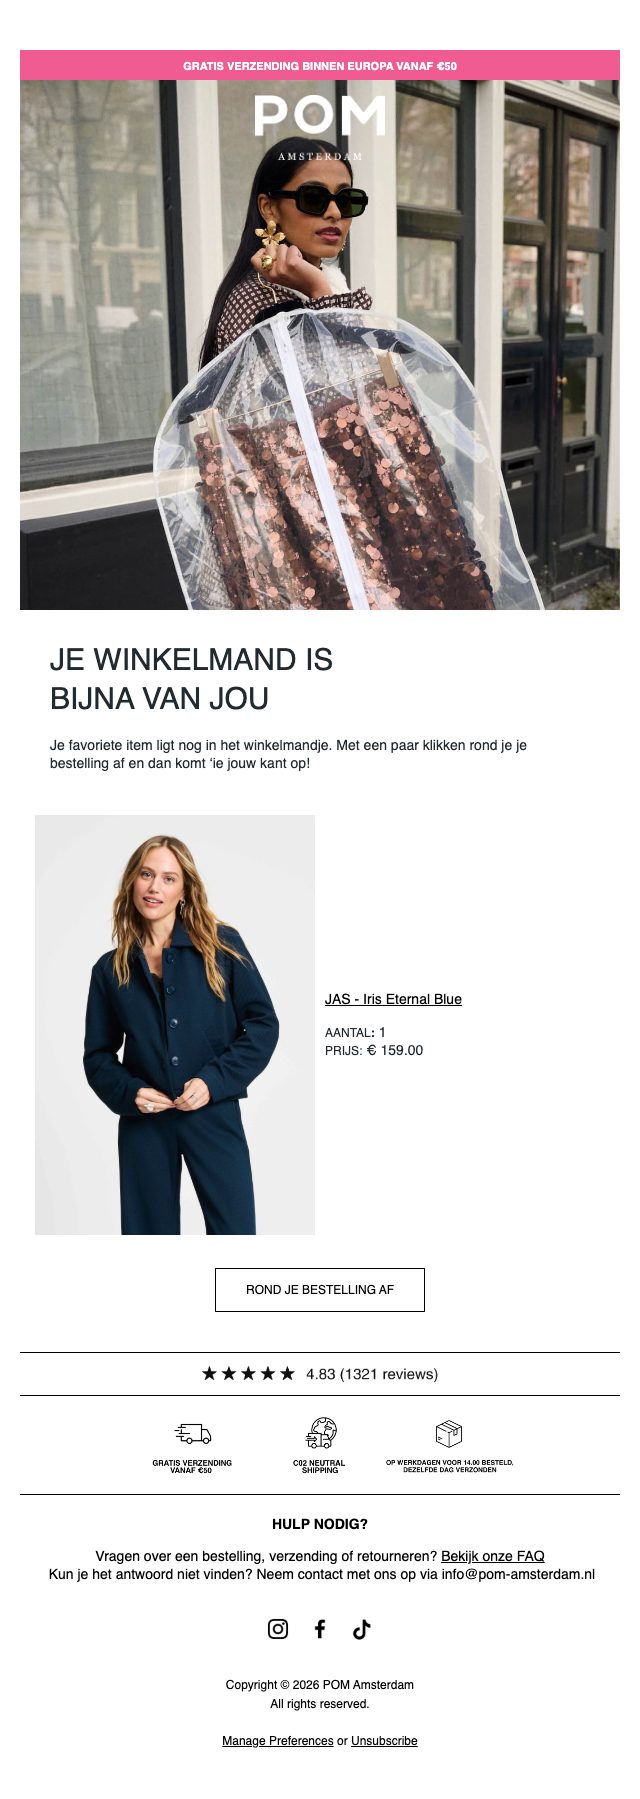 GRATIS VERZENDING BINNEN EUROPA VANAF €50
POM
AMSTERDAM
JE WINKELMAND IS
BIJNA VAN JOU
Je favoriete item ligt nog in het winkelmandje. Met een paar klikken rond je je
bestelling af en dan komt ‘ie jouw kant op!
JAS - Iris Eternal Blue
AANTAL: 1
PRIJS: € 159.00
ROND JE BESTELLING AF
4.83 (1321 reviews)
GRATIS VERZENDING
VANAF €50
C02 NEUTRAL
SHIPPING
OP WERKDAGEN VOOR 14.00 BESTELD,
DEZELFDE DAG VERZONDEN
HULP NODIG?
Vragen over een bestelling, verzending of retourneren? Bekijk onze FAQ
Kun je het antwoord niet vinden? Neem contact met ons op via info@pom-amsterdam.nl
Copyright © 2026 POM Amsterdam
All rights reserved.
Manage Preferences or Unsubscribe